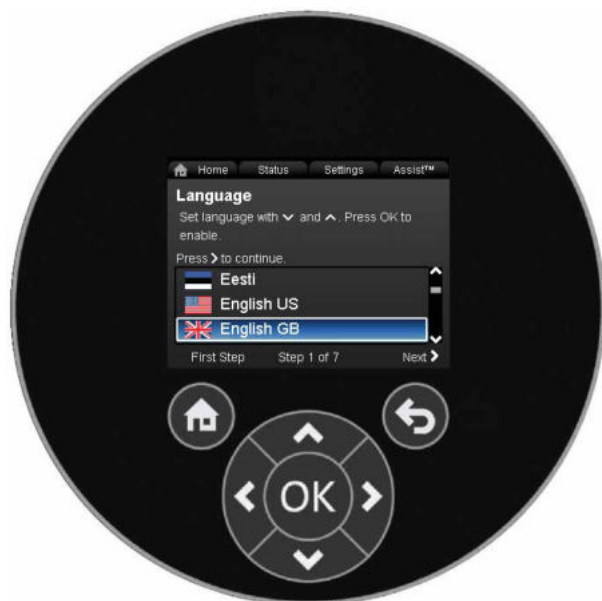 Home Status Settings Assist™
Language
Set language with ⌄ and ⌃. Press OK to
enable.
Press > to continue.
Eesti
English US
English GB
First Step Step 1 of 7 Next >
OK